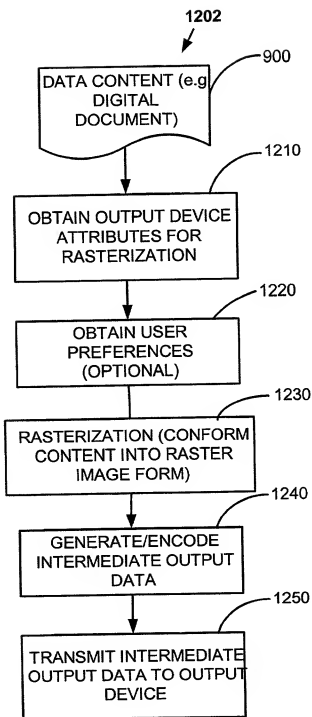 1202
900
DATA CONTENT (e.g
DIGITAL
DOCUMENT)
1210
OBTAIN OUTPUT DEVICE
ATTRIBUTES FOR
RASTERIZATION
1220
OBTAIN USER
PREFERENCES
(OPTIONAL)
1230
RASTERIZATION (CONFORM
CONTENT INTO RASTER
IMAGE FORM)
1240
GENERATE/ENCODE
INTERMEDIATE OUTPUT
DATA
1250
TRANSMIT INTERMEDIATE
OUTPUT DATA TO OUTPUT
DEVICE